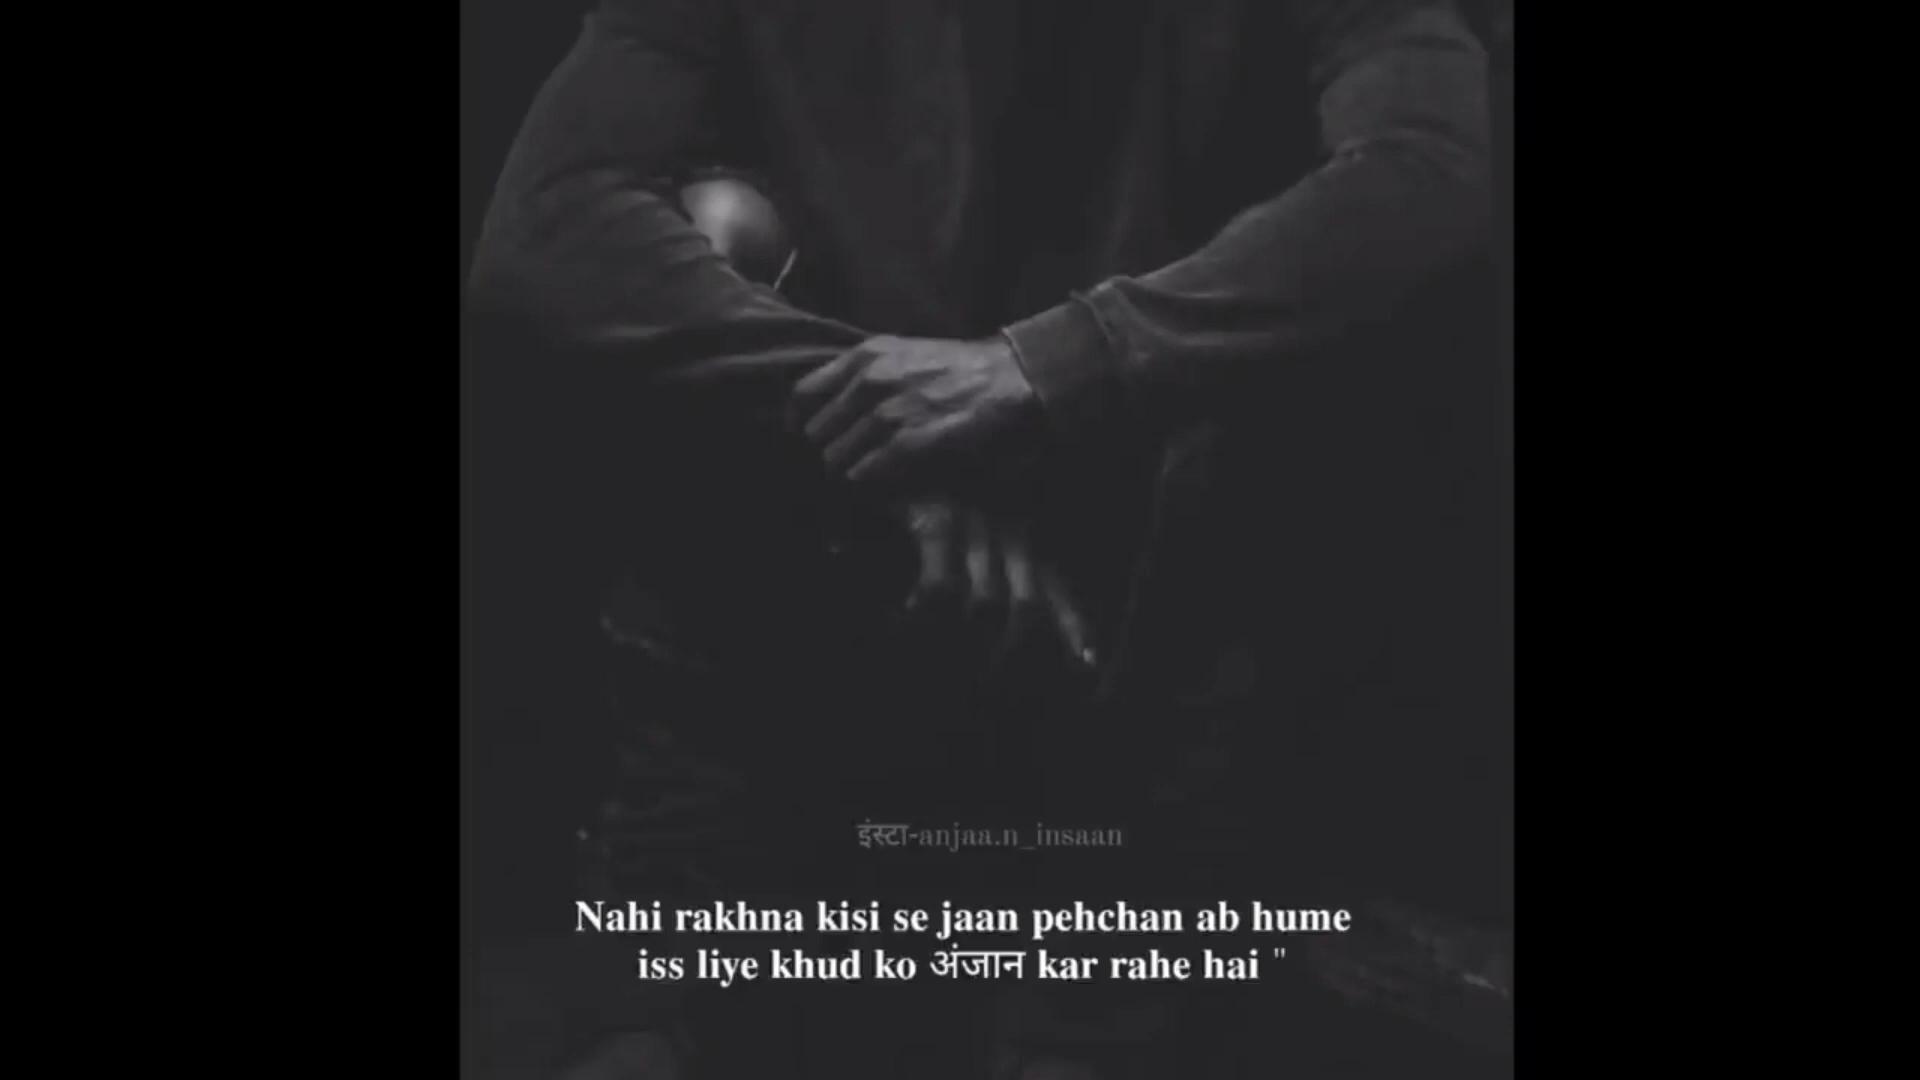 इंस्टा-anjaa.n_insaan
Nahi rakhna kisi se jaan pehchan ab hume
iss liye khud ko अंजान kar rahe hai "